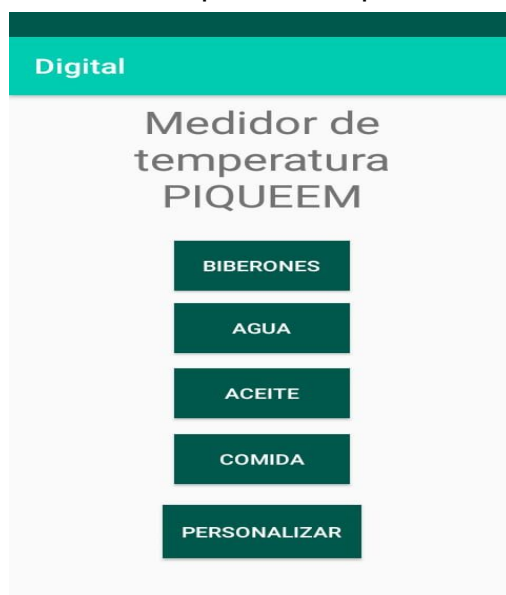 Digital
Medidor de
temperatura
PIQUEEM
BIBERONES
AGUA
ACEITE
COMIDA
PERSONALIZAR